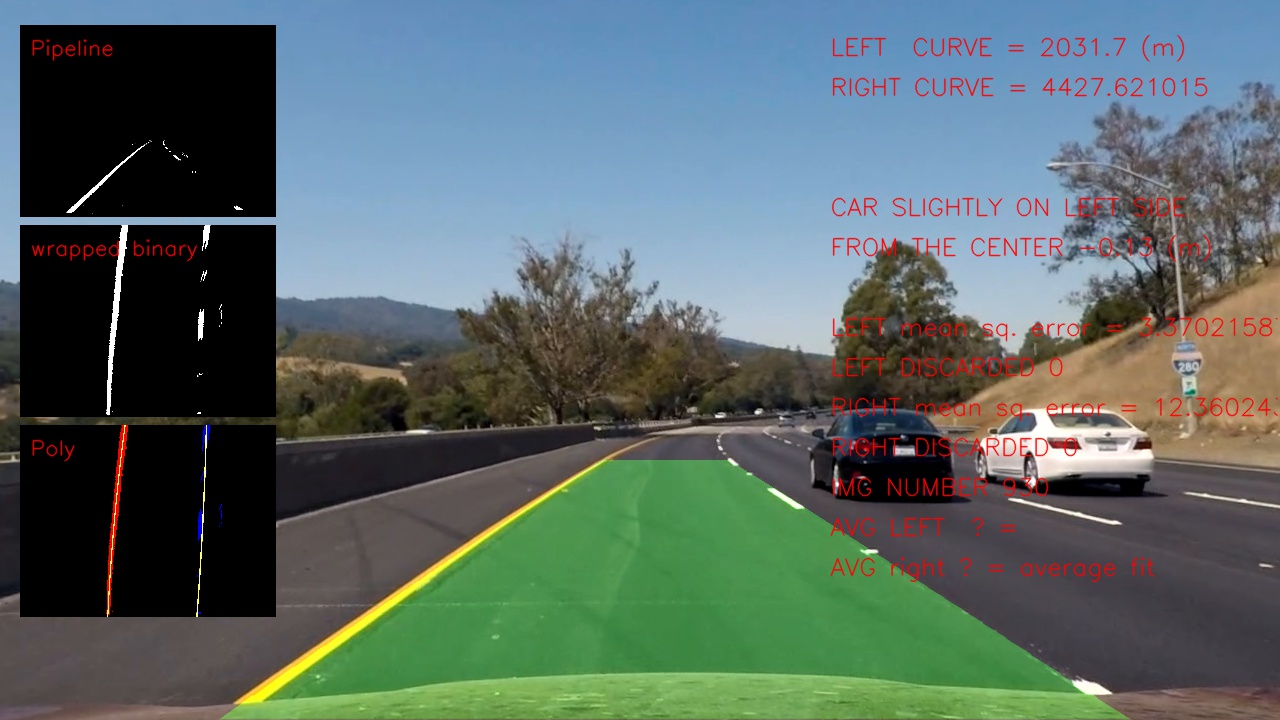 Pipeline
wrapped binary
Poly
LEFT CURVE = 2031.7 (m)
RIGHT CURVE = 4427.621015
CAR SLIGHTLY ON LEFT SIDE
FROM THE CENTER -0.13 (m)
LEFT mean sq. error = 3.3702158
LEFT DISCARDED 0
RIGHT mean sq. error = 12.36024.
RIGHT DISCARDED 0
IMG NUMBER 930
AVG LEFT ? =
AVG right ? = average fit
280